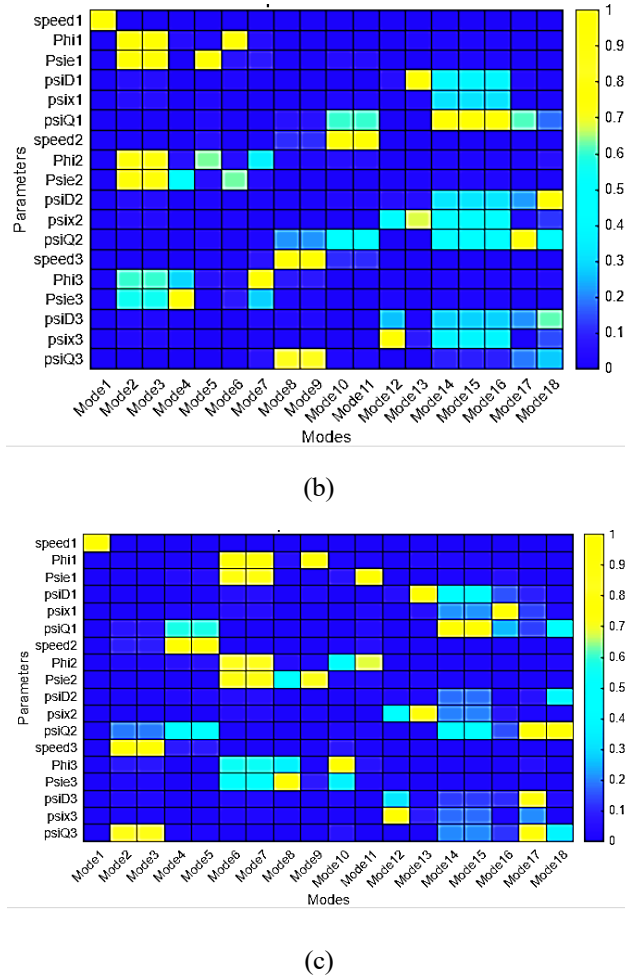 speed1
Phi1
Psie1
psiD1
psix1
psiQ1
speed2
Phi2
Psie2
psiD2
psix2
psiQ2
speed3
Phi3
Psie3
psiD3
psix3
psiQ3
Parameters
Mode1 Mode2 Mode3 Mode4 Mode5 Mode6 Mode7 Mode8 Mode9 Mode10 Mode11 Mode12 Mode13 Mode14 Mode15 Mode16 Mode17 Mode18
Modes
1
0.9
0.8
0.7
0.6
0.5
0.4
0.3
0.2
0.1
0
(b)
speed1
Phi1
Psie1
psiD1
psix1
psiQ1
speed2
Phi2
Psie2
psiD2
psix2
psiQ2
speed3
Phi3
Psie3
psiD3
psix3
psiQ3
Parameters
Mode1 Mode2 Mode3 Mode4 Mode5 Mode6 Mode7 Mode8 Mode9 Mode10 Mode11 Mode12 Mode13 Mode14 Mode15 Mode16 Mode17 Mode18
Modes
1
0.9
0.8
0.7
0.6
0.5
0.4
0.3
0.2
0.1
0
(c)